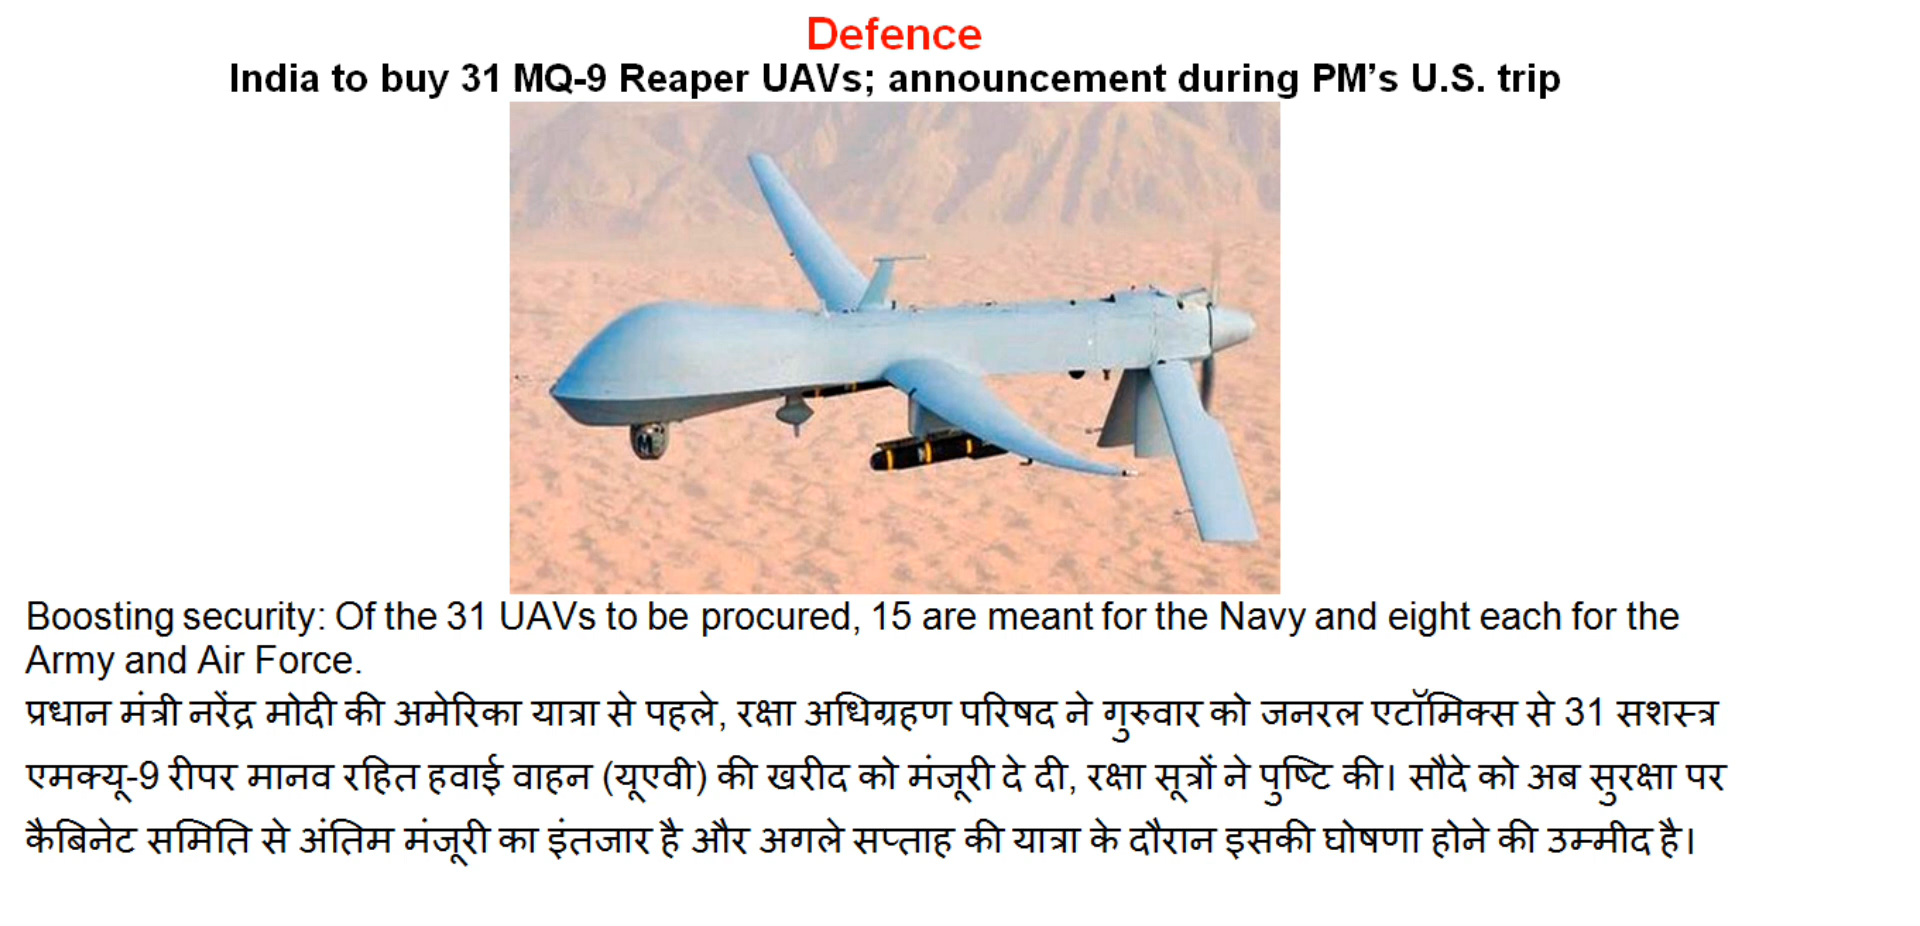 Defence
India to buy 31 MQ-9 Reaper UAVs; announcement during PM’s U.S. trip
M
Boosting security: Of the 31 UAVs to be procured, 15 are meant for the Navy and eight each for the
Army and Air Force.
प्रधान मंत्री नरेंद्र मोदी की अमेरिका यात्रा से पहले, रक्षा अधिग्रहण परिषद ने गुरुवार को जनरल एटॉमिक्स से 31 सशस्त्र
एमक्यू-9 रीपर मानव रहित हवाई वाहन (यूएवी) की खरीद को मंजूरी दे दी, रक्षा सूत्रों ने पुष्टि की। सौदे को अब सुरक्षा पर
कैबिनेट समिति से अंतिम मंजूरी का इंतजार है और अगले सप्ताह की यात्रा के दौरान इसकी घोषणा होने की उम्मीद है।